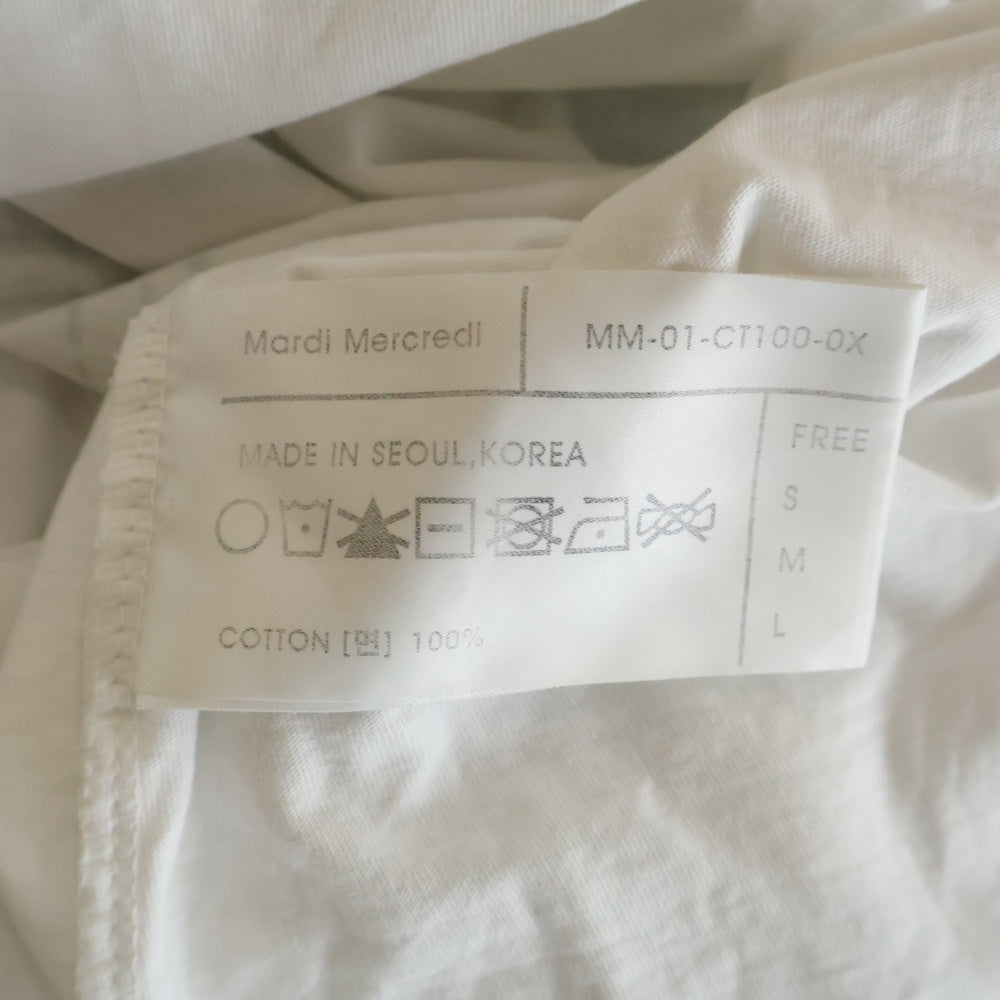 Mardi Mercredi
MM-01-CT100-0X
MADE IN SEOUL,KOREA
FREE
S
M
L
COTTON [면] 100%